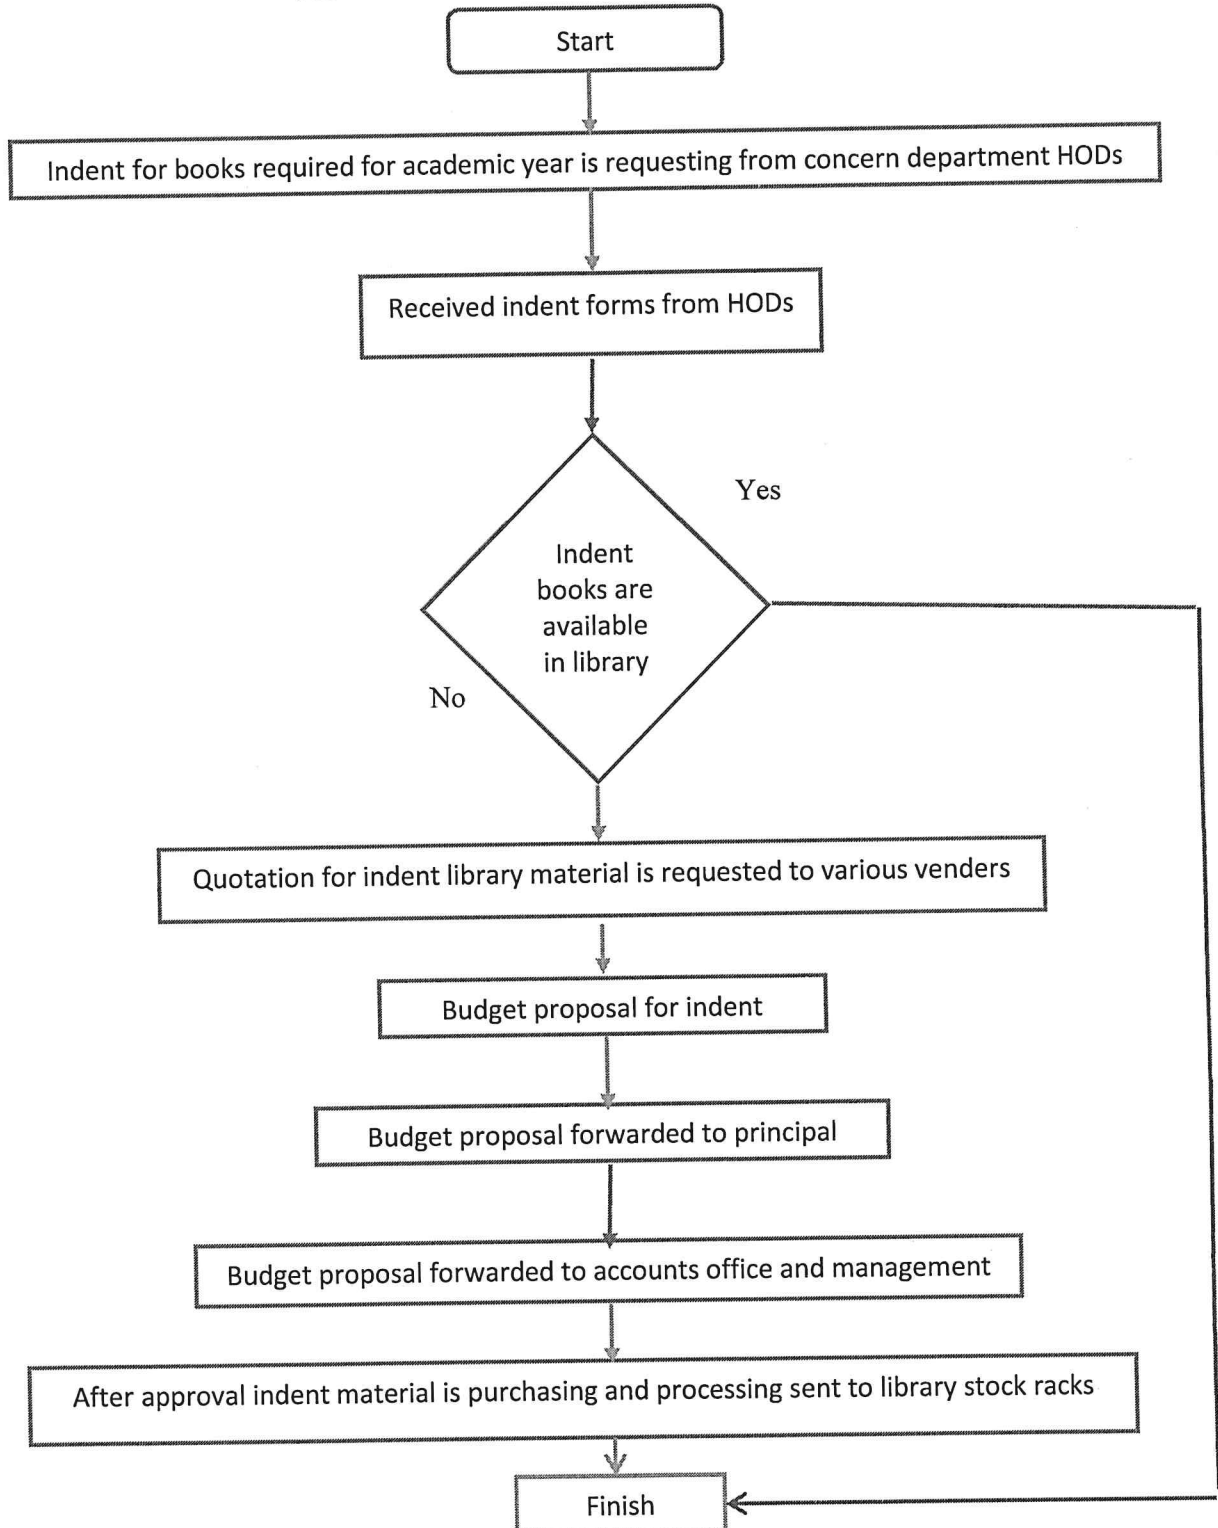 Start
Indent for books required for academic year is requesting from concern department HODs
Received indent forms from HODs
Yes
Indent
books are
available
in library
No
Quotation for indent library material is requested to various venders
Budget proposal for indent
Budget proposal forwarded to principal
Budget proposal forwarded to accounts office and management
After approval indent material is purchasing and processing sent to library stock racks
Finish